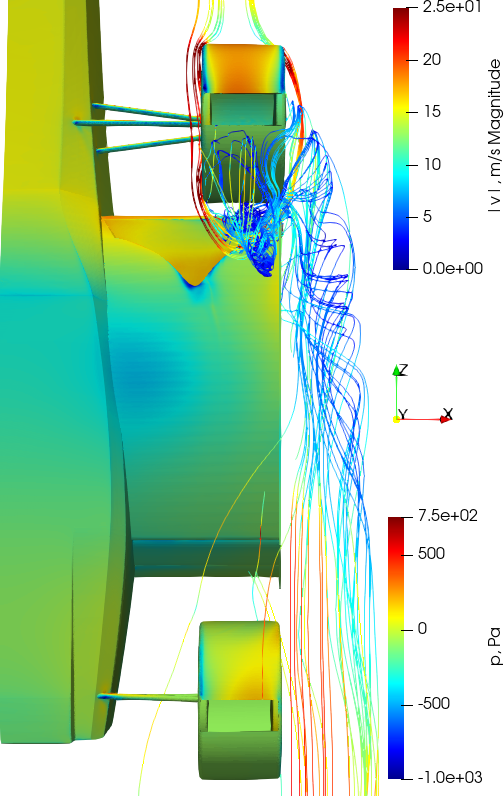 2.5e+01
20
15
10
5
0.0e+00
| v | , m/s Magnitude
Z
Y
X
7.5e+02
500
0
-500
-1.0e+03
p, Pa